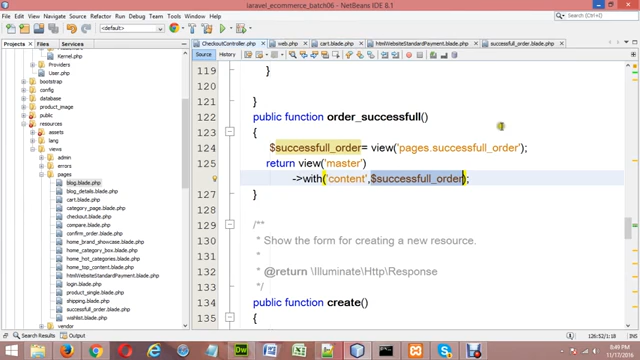 laravel_ecommerce_batch06 - NetBeans IDE 8.1
File Edit View Navigate Source Refactor Run Debug Profile Team Tools Window Help
<default>
Projects Files Services
CheckoutController.php web.php cart.blade.php htmlWebsiteStandardPayment.blade.php successfull_order.blade.php
Source History
Kernel.php
Providers
User.php
bootstrap
config
database
product_image
public
resources
assets
lang
views
admin
errors
pages
blog.blade.php
blog_details.blade.php
cart.blade.php
category_page.blade.php
checkout.blade.php
compare.blade.php
confirm_order.blade.php
home_brand_showcase.blade.php
home_category_box.blade.php
home_hot_categories.blade.php
home_top_content.blade.php
htmlWebsiteStandardPayment.blade.php
login.blade.php
product_single.blade.php
shipping.blade.php
successfull_order.blade.php
wishlist.blade.php
vendor
119 }
120
121 }
122 public function order_successfull()
123 {
124 $successfull_order= view('pages.successfull_order');
125 return view('master')
->with('content',$successfull_order);
127 }
128
129 /**
130 * Show the form for creating a new resource.
131 *
132 * @return \Illuminate\Http\Response
133 */
134 public function create()
135 {
Output Search Results
126:52/1:18 INS
8:49 PM
11/17/2016